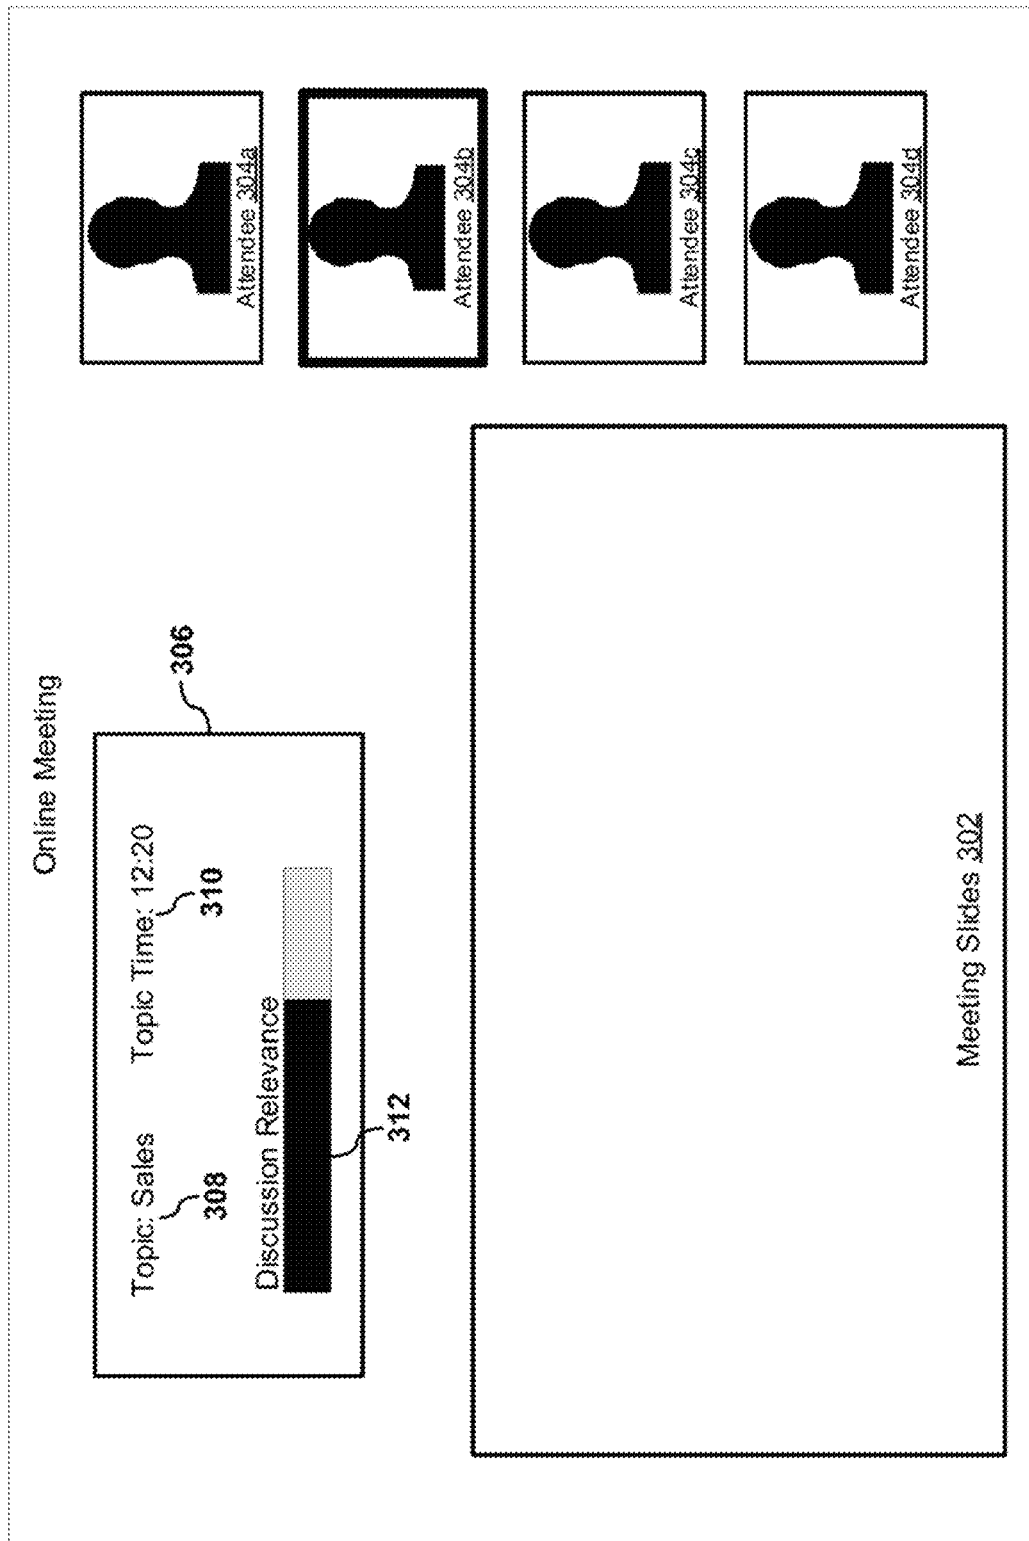 Online Meeting
306
Topic: Sales
Topic Time: 12:20
308
310
Discussion Relevance
312
Attendee 304a
Attendee 304b
Attendee 304c
Attendee 304d
Meeting Slides 302